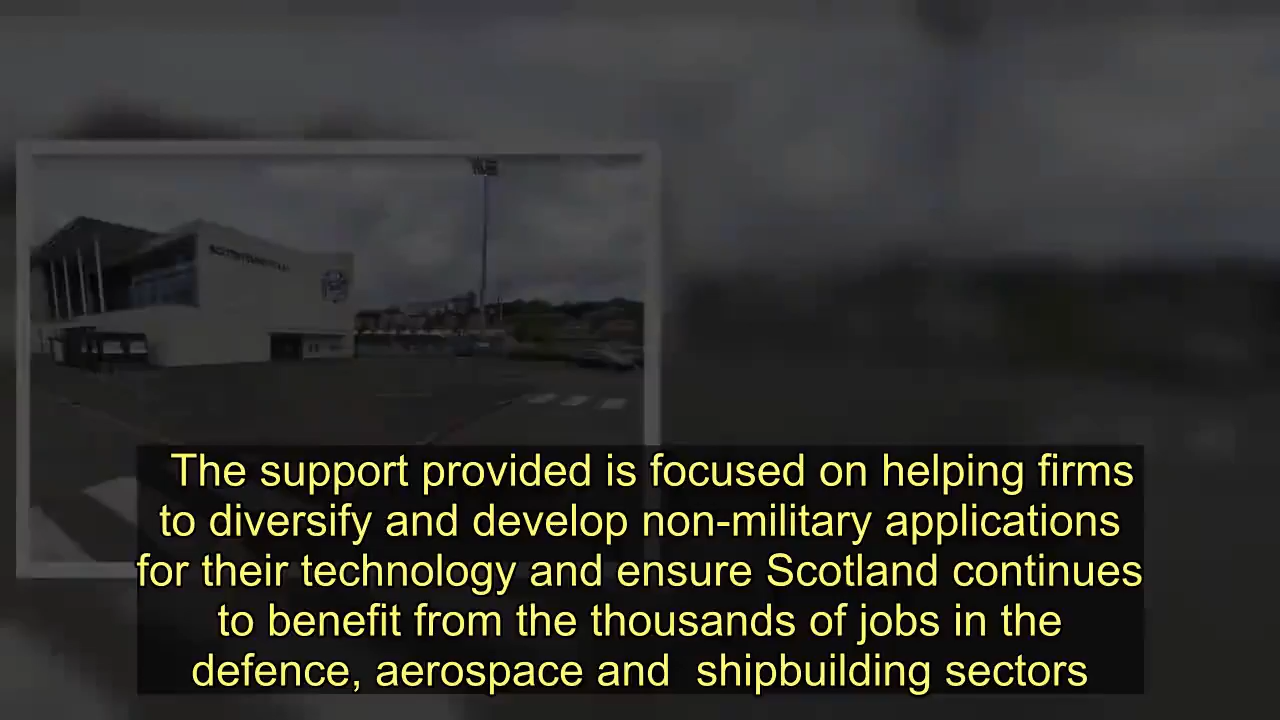 The support provided is focused on helping firms
to diversify and develop non-military applications
for their technology and ensure Scotland continues
to benefit from the thousands of jobs in the
defence, aerospace and  shipbuilding sectors